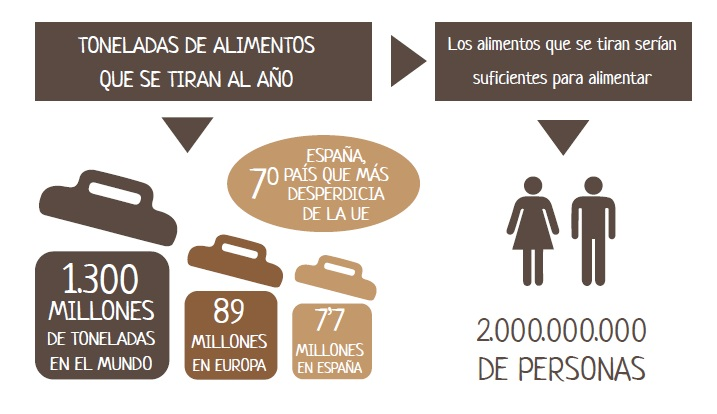 TONELADAS DE ALIMENTOS
QUE SE TIRAN AL AÑO
Los alimentos que se tiran serían
suficientes para alimentar
7º
ESPAÑA,
PAÍS QUE MÁS
DESPERDICIA
DE LA UE
1.300
MILLONES
DE TONELADAS
EN EL MUNDO
89
MILLONES
EN EUROPA
7'7
MILLONES
EN ESPAÑA
2.000.000.000
DE PERSONAS